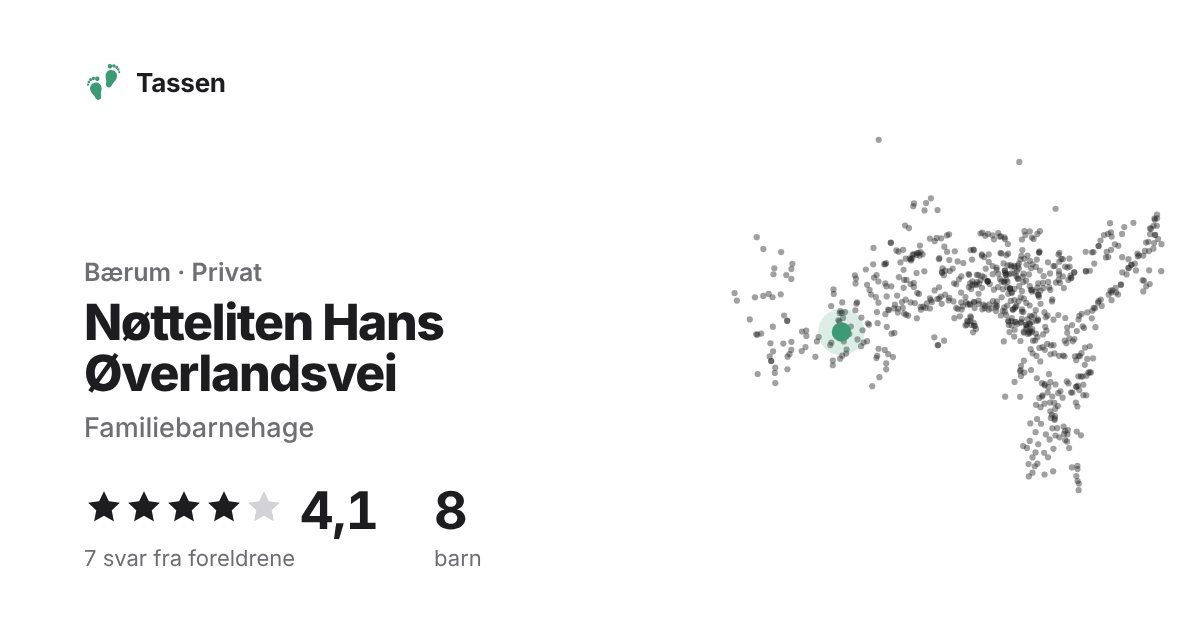 Tassen
Bærum · Privat
Nøtteliten Hans
Øverlandsvei
Familiebarnehage
4,1
7 svar fra foreldrene
8
barn